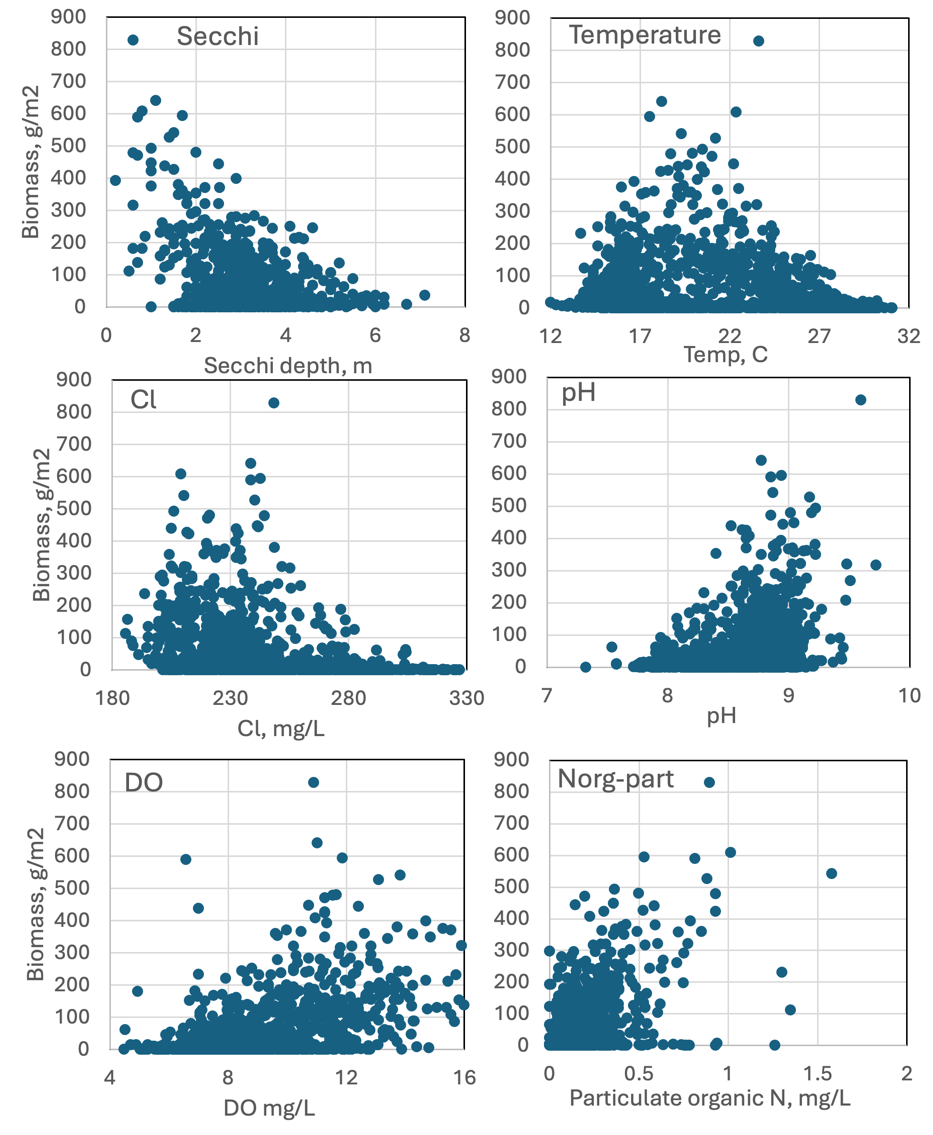 900
800
700
600
500
400
300
200
100
0
Biomass, g/m2
Secchi
0 2 4 6 8
Secchi depth, m
900
800
700
600
500
400
300
200
100
0
Temperature
12 17 22 27 32
Temp, C
900
800
700
600
500
400
300
200
100
0
Biomass, g/m2
Cl
180 230 280 330
Cl, mg/L
900
800
700
600
500
400
300
200
100
0
pH
7 8 9 10
pH
900
800
700
600
500
400
300
200
100
0
Biomass, g/m2
DO
4 8 12 16
DO mg/L
900
800
700
600
500
400
300
200
100
0
Norg-part
0 0.5 1 1.5 2
Particulate organic N, mg/L